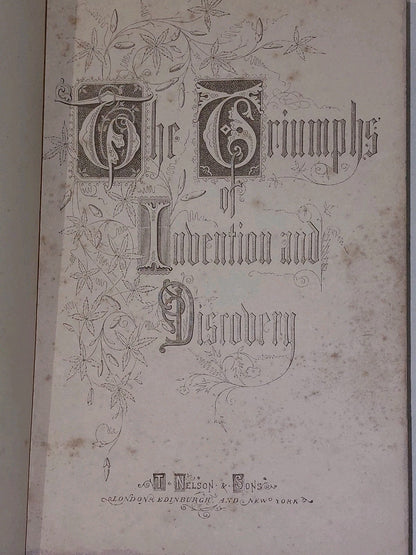 The Triumphs
of
Invention and
Discovery
T. Nelson & Sons
London, Edinburgh, and New York